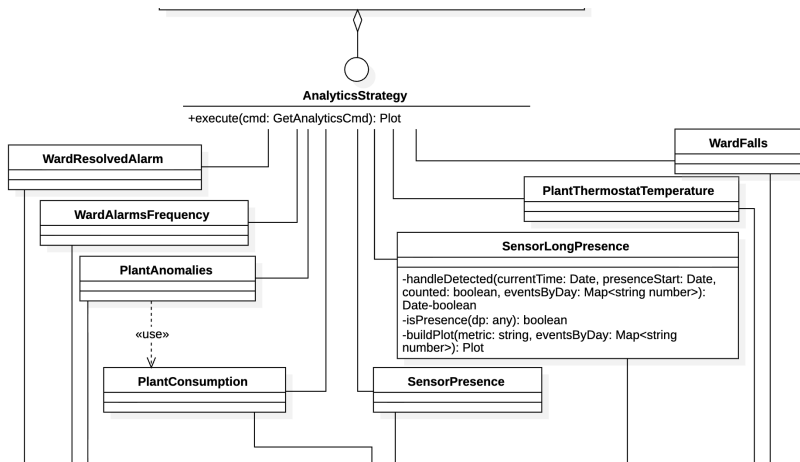 AnalyticsStrategy
+execute(cmd: GetAnalyticsCmd): Plot
WardResolvedAlarm
WardFalls
WardAlarmsFrequency
PlantThermostatTemperature
PlantAnomalies
SensorLongPresence
-handleDetected(currentTime: Date, presenceStart: Date,
counted: boolean, eventsByDay: Map<string number>):
Date-boolean
-isPresence(dp: any): boolean
-buildPlot(metric: string, eventsByDay: Map<string
number>): Plot
«use»
PlantConsumption
SensorPresence